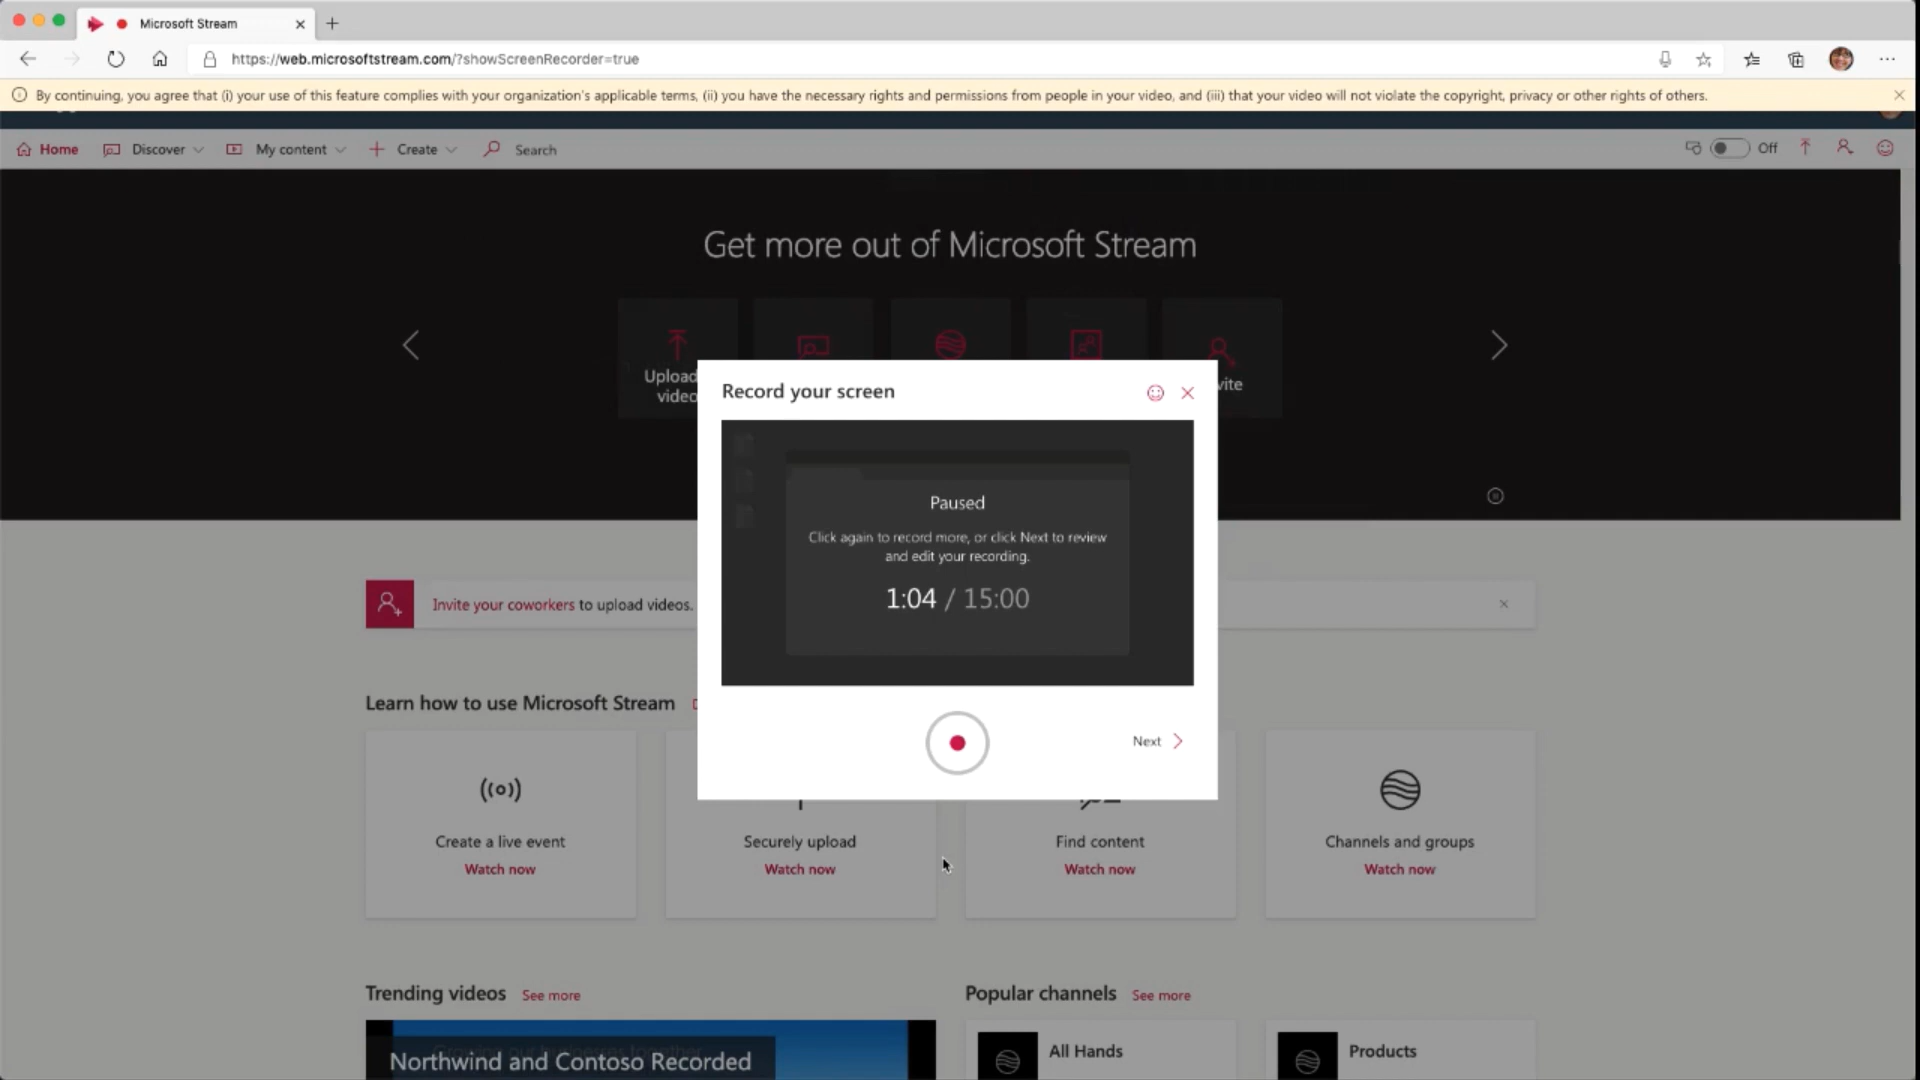 Microsoft Stream
https://web.microsoftstream.com/?showScreenRecorder=true
By continuing, you agree that (i) your use of this feature complies with your organization's applicable terms, (ii) you have the necessary rights and permissions from people in your video, and (iii) that your video will not violate the copyright, privacy or other rights of others.
Home Discover My content Create Search Off
Get more out of Microsoft Stream
Upload
video
vite
Record your screen
Paused
Click again to record more, or click Next to review
and edit your recording.
1:04 / 15:00
Next
Invite your coworkers to upload videos.
Learn how to use Microsoft Stream
Create a live event
Watch now
Securely upload
Watch now
Find content
Watch now
Channels and groups
Watch now
Trending videos See more
Northwind and Contoso Recorded
Popular channels See more
All Hands
Products